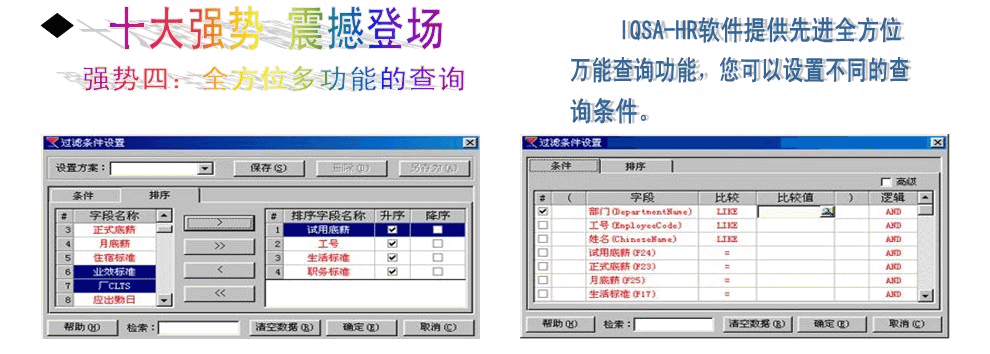 十大强势 震撼登场
强势四：全方位多功能的查询
IQSA-HR软件提供先进全方位
万能查询功能，您可以设置不同的查
询条件。
过滤条件设置
设置方案： 保存(S) 删除(D) 另存为(A)
条件 排序
# 字段名称
3 正式底薪
4 月底薪
5 住宿标准
6 业效标准
7 厂CLTS
8 应出勤日
> 
>>
<
<<
# 排序字段名称 升序 降序
1 试用底薪
2 工号
3 生活标准
4 职务标准
帮助(H) 检索： 清空数据(R) 确定(E) 取消(C)
过滤条件设置
条件 排序
高级
# ( 字段 比较 比较值 ) 逻辑
部门(DepartmentName) LIKE AND
工号(EmployeeCode) LIKE AND
姓名(ChineseName) LIKE AND
试用底薪(F24) = AND
正式底薪(F23) = AND
月底薪(F25) = AND
生活标准(F17) = AND
帮助(H) 检索： 清空数据(R) 确定(E) 取消(C)